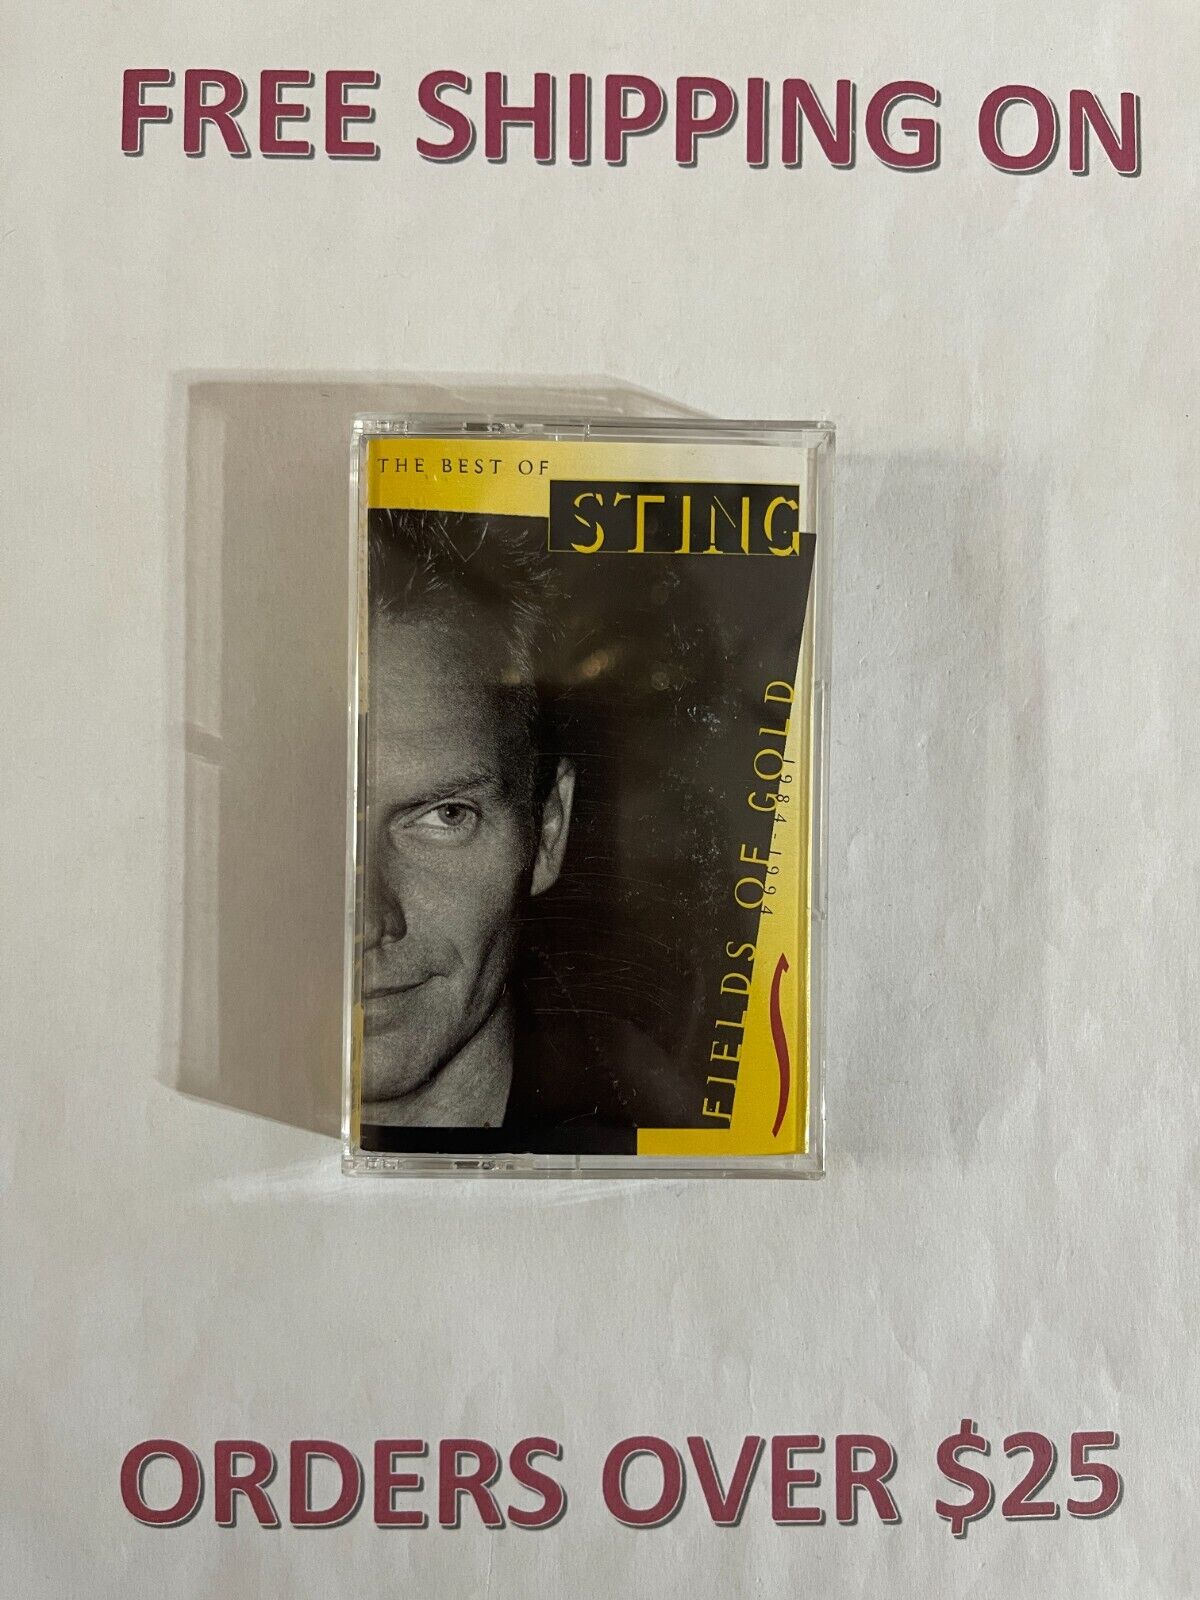 FREE SHIPPING ON
THE BEST OF
STING
FIELDS OF GOLD
1984-1994
ORDERS OVER $25